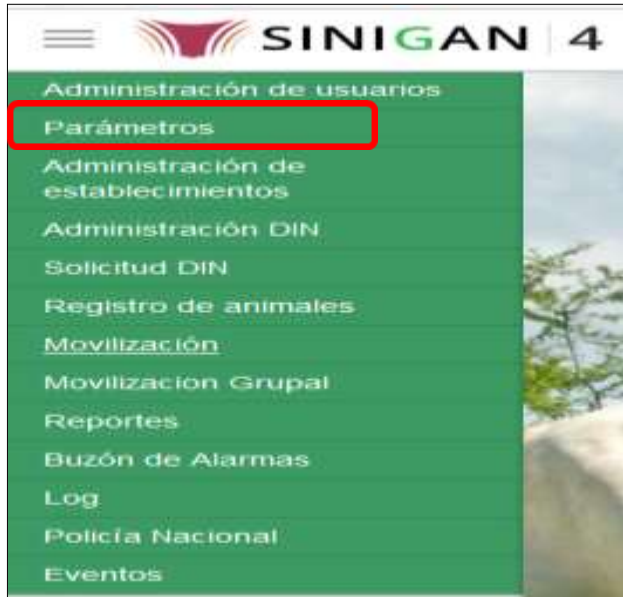 SINIGAN | 4
Administración de usuarios
Parámetros
Administración de
establecimientos
Administración DIN
Solicitud DIN
Registro de animales
Movilización
Movilizacion Grupal
Reportes
Buzón de Alarmas
Log
Policía Nacional
Eventos